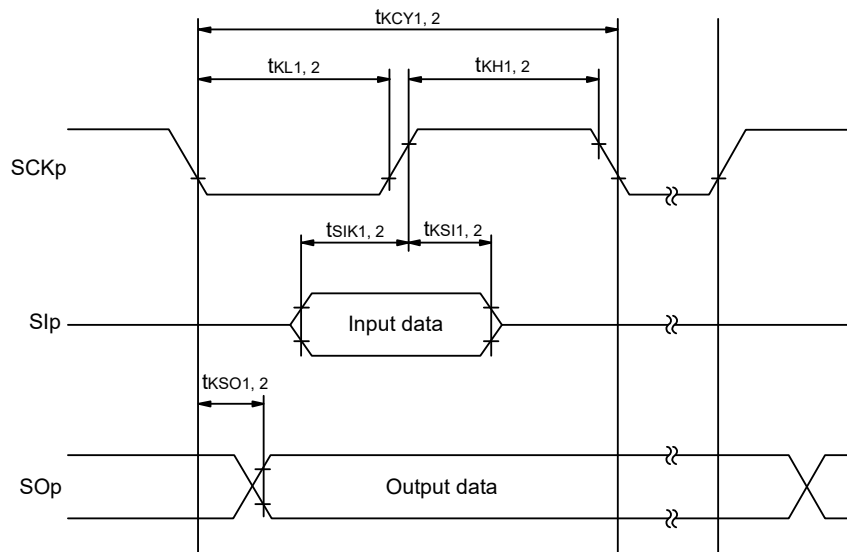 tKCY1, 2
tKL1, 2
tKH1, 2
SCKp
tSIK1, 2
tKSI1, 2
SIp
Input data
tKSO1, 2
SOp
Output data